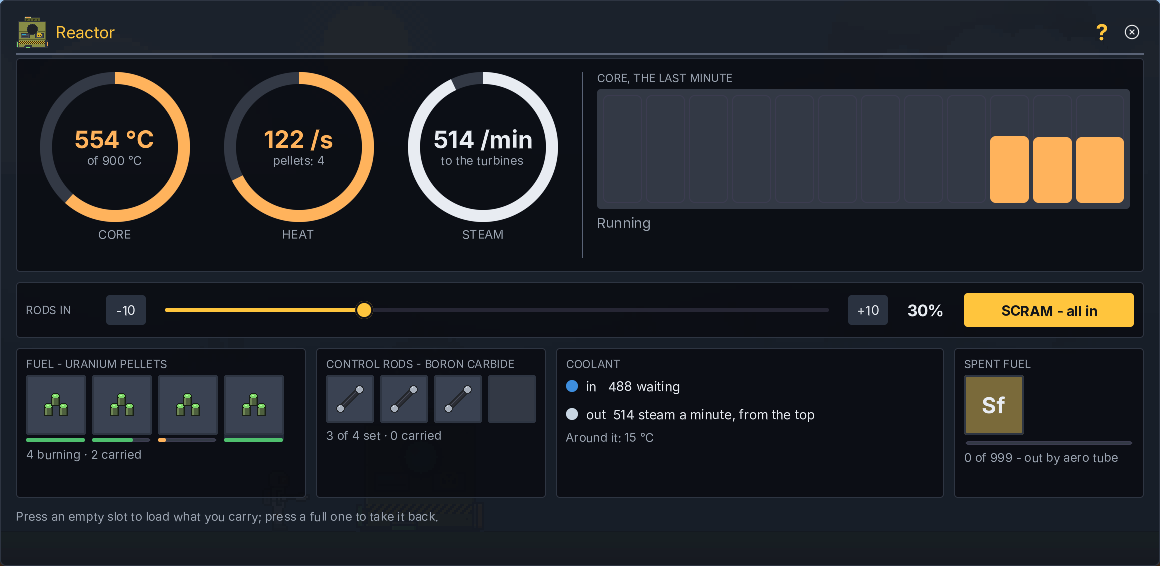 Reactor
?
554 °C
of 900 °C
CORE
122 /s
pellets: 4
HEAT
514 /min
to the turbines
STEAM
CORE, THE LAST MINUTE
Running
RODS IN
-10
+10
30%
SCRAM - all in
FUEL - URANIUM PELLETS
4 burning · 2 carried
CONTROL RODS - BORON CARBIDE
3 of 4 set · 0 carried
COOLANT
in 488 waiting
out 514 steam a minute, from the top
Around it: 15 °C
SPENT FUEL
Sf
0 of 999 - out by aero tube
Press an empty slot to load what you carry; press a full one to take it back.